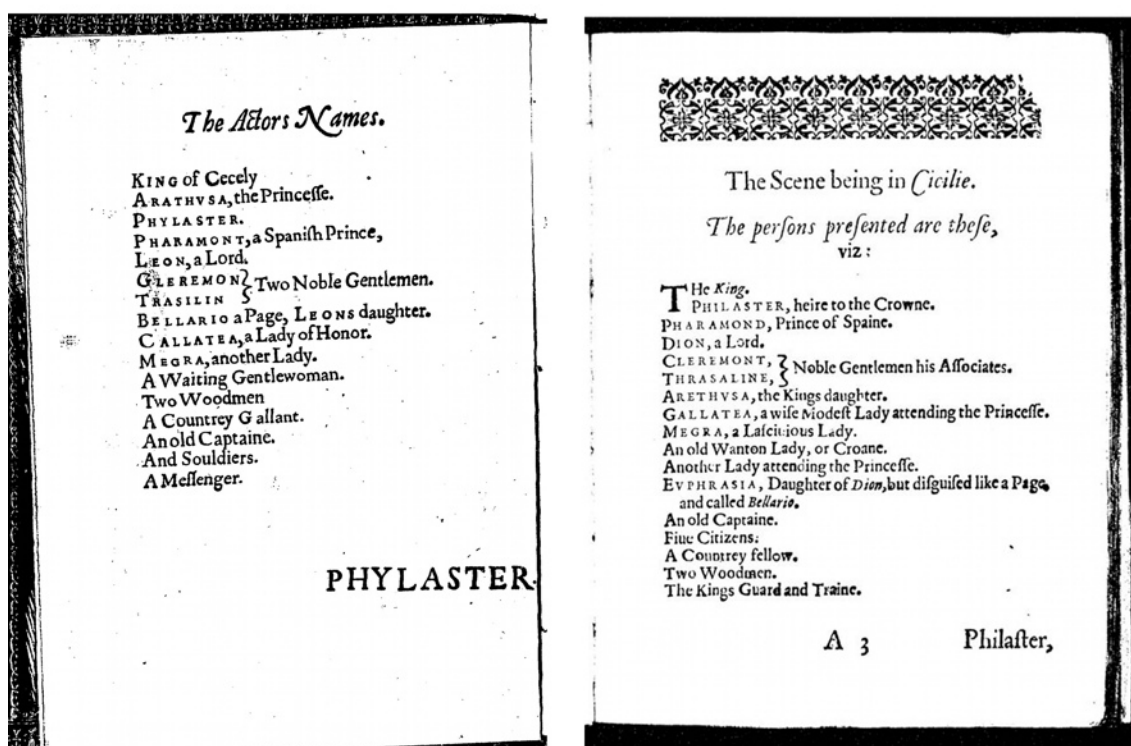 The Actors Names.
KING of Cecely
ARATHVSA, the Princeſſe.
PHYLASTER.
PHARAMONT, a Spaniſh Prince,
LEON, a Lord.
GLEREMON
TRASILIN
Two Noble Gentlemen.
BELLARIO a Page, LEONS daughter.
CALLATEA, a Lady of Honor.
MEGRA, another Lady.
A Waiting Gentlewoman.
Two Woodmen
A Countrey Gallant.
An old Captaine.
And Souldiers.
A Meſſenger.
PHYLASTER.
The Scene being in Cicilie.
The perſons preſented are theſe,
viz:
THe King.
PHILASTER, heire to the Crowne.
PHARAMOND, Prince of Spaine.
DION, a Lord.
CLEREMONT,
THRASALINE,
Noble Gentlemen his Aſſociates.
ARETHVSA, the Kings daughter.
GALLATEA, a wiſe Modeſt Lady attending the Princeſſe.
MEGRA, a Laſciuious Lady.
An old Wanton Lady, or Croane.
Another Lady attending the Princeſſe.
EVPHRASIA, Daughter of Dion, but diſguiſed like a Page,
and called Bellario.
An old Captaine.
Fiue Citizens.
A Countrey fellow.
Two Woodmen.
The Kings Guard and Traine.
A 3
Philaſter,